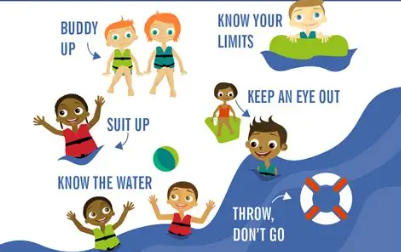 BUDDY
UP
KNOW YOUR
LIMITS
KEEP AN EYE OUT
SUIT UP
KNOW THE WATER
THROW,
DON'T GO